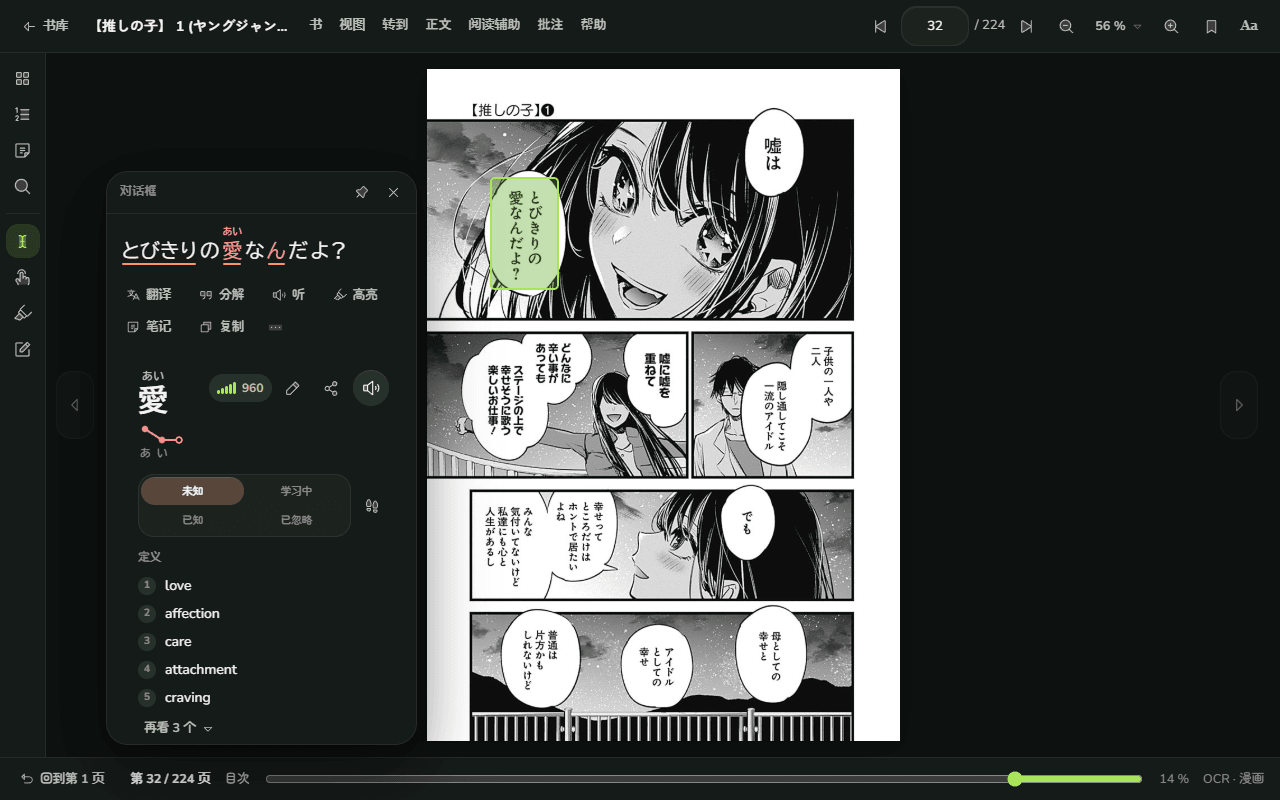 书库
【推しの子】 1 (ヤングジャン...
书 视图 转到 正文 阅读辅助 批注 帮助
32 / 224
56 %
Aa
对话框
あい
とびきりの愛なんだよ？
翻译 分解 听 高亮
笔记 复制
あい
愛
960
あ い
未知 学习中
已知 已忽略
定义
1 love
2 affection
3 care
4 attachment
5 craving
再看 3 个
【推しの子】❶
嘘は
とびきりの
愛なんだよ？
子供の一人や
二人
隠し通してこそ
一流のアイドル
嘘に嘘を
重ねて
どんなに
辛い事が
あっても
ステージの上で
幸せそうに歌う
楽しいお仕事！
でも
幸せって
ところだけは
ホントで居たい
よね
みんな
気付いてないけど
私達にも心と
人生があるし
母としての
幸せと
アイドル
としての
幸せ
普通は
片方かも
しれないけど
回到第 1 页
第 32 / 224 页
目次
14 %
OCR · 漫画